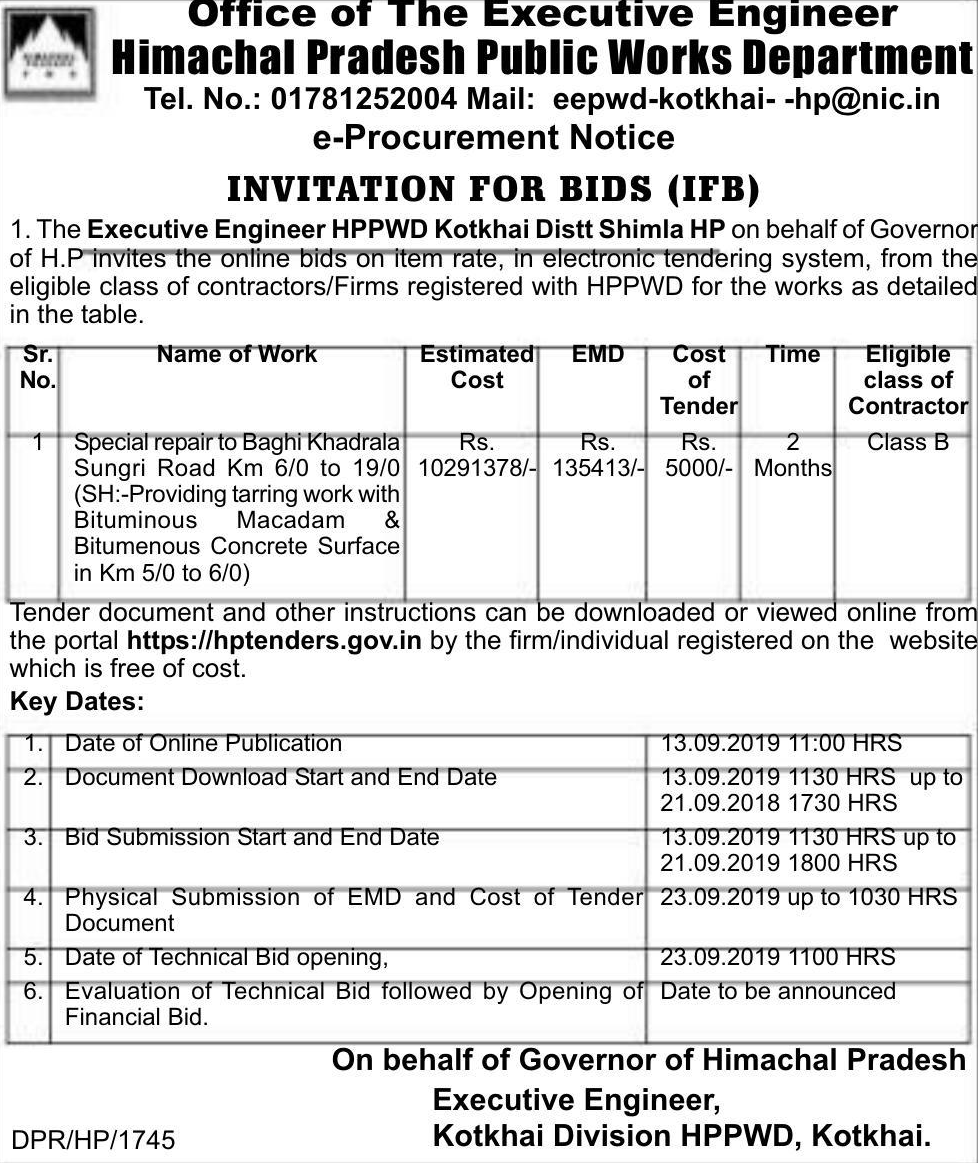 Office of The Executive Engineer
Himachal Pradesh Public Works Department
Tel. No.: 01781252004 Mail: eepwd-kotkhai- -hp@nic.in
e-Procurement Notice
INVITATION FOR BIDS (IFB)
1. The Executive Engineer HPPWD Kotkhai Distt Shimla HP on behalf of Governor
of H.P invites the online bids on item rate, in electronic tendering system, from the
eligible class of contractors/Firms registered with HPPWD for the works as detailed
in the table.
Sr. Name of Work Estimated EMD Cost Time Eligible
No. Cost of class of
Tender Contractor
1 Special repair to Baghi Khadrala Rs. Rs. Rs. 2 Class B
Sungri Road Km 6/0 to 19/0 10291378/- 135413/- 5000/- Months
(SH:-Providing tarring work with
Bituminous Macadam &
Bitumenous Concrete Surface
in Km 5/0 to 6/0)
Tender document and other instructions can be downloaded or viewed online from
the portal https://hptenders.gov.in by the firm/individual registered on the website
which is free of cost.
Key Dates:
1. Date of Online Publication 13.09.2019 11:00 HRS
2. Document Download Start and End Date 13.09.2019 1130 HRS up to
21.09.2018 1730 HRS
3. Bid Submission Start and End Date 13.09.2019 1130 HRS up to
21.09.2019 1800 HRS
4. Physical Submission of EMD and Cost of Tender 23.09.2019 up to 1030 HRS
Document
5. Date of Technical Bid opening, 23.09.2019 1100 HRS
6. Evaluation of Technical Bid followed by Opening of Date to be announced
Financial Bid.
On behalf of Governor of Himachal Pradesh
Executive Engineer,
DPR/HP/1745 Kotkhai Division HPPWD, Kotkhai.